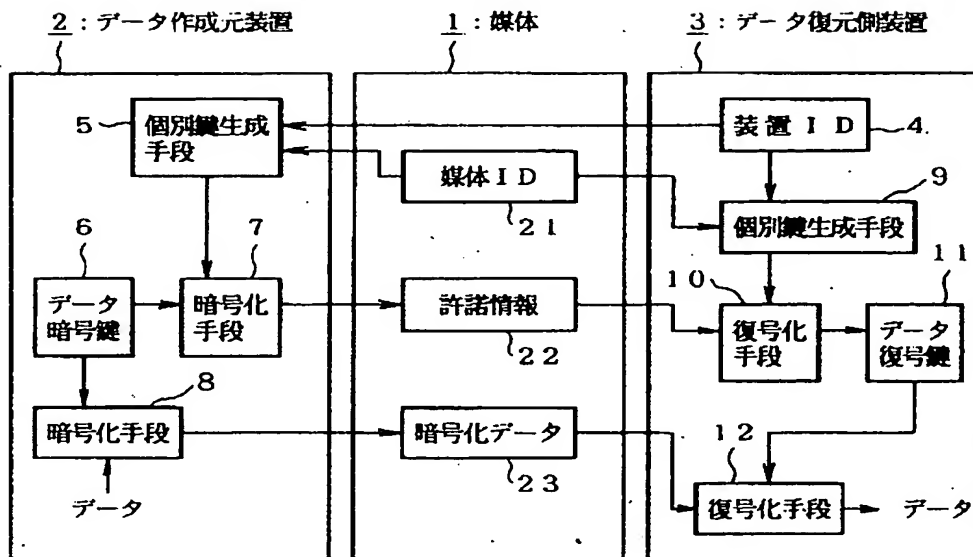 2：データ作成元装置
1：媒体
3：データ復元側装置
5
個別鍵生成
手段
装置ＩＤ
4
媒体ＩＤ
21
9
個別鍵生成手段
6
データ
暗号鍵
7
暗号化
手段
許諾情報
22
10
復号化
手段
11
データ
復号鍵
8
暗号化手段
データ
暗号化データ
23
12
復号化手段
データ